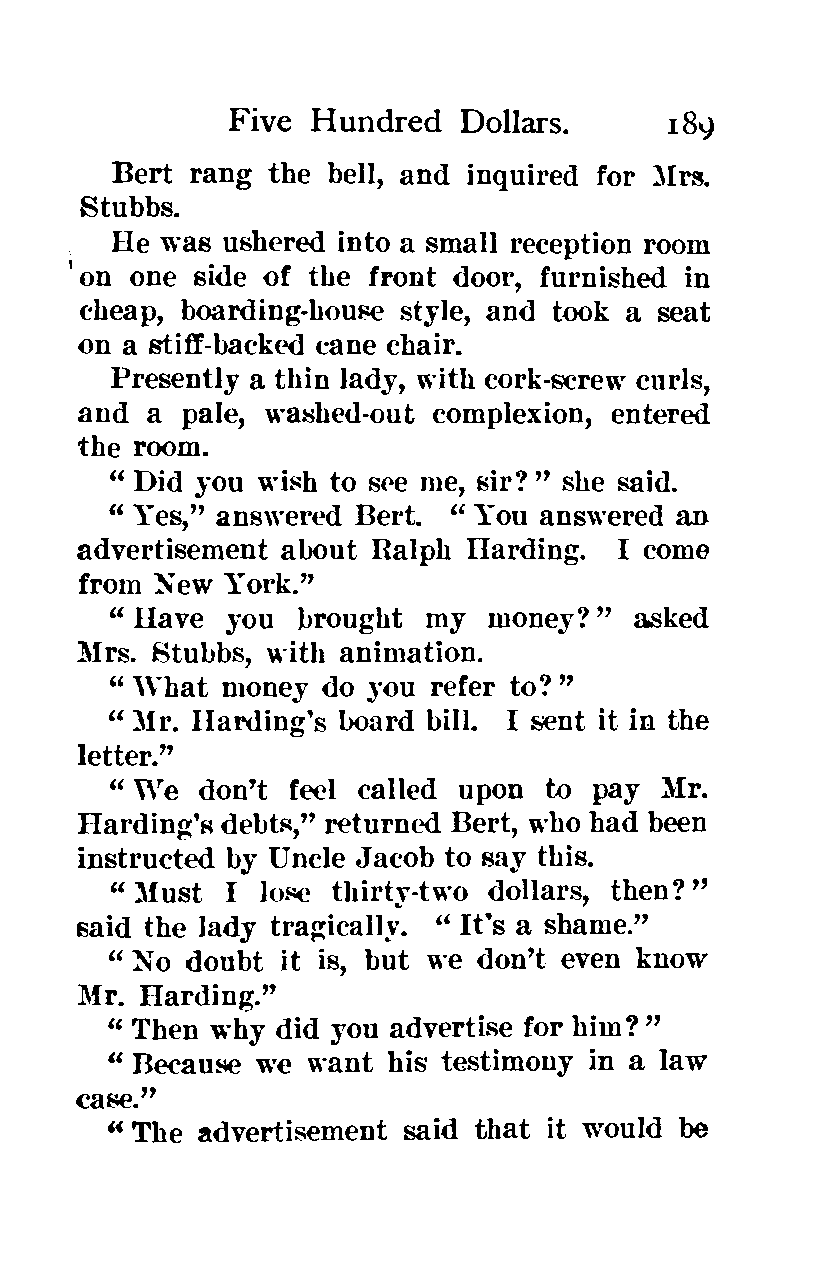 Five Hundred Dollars. 189
Bert rang the bell, and inquired for Mrs.
Stubbs.
He was ushered into a small reception room
on one side of the front door, furnished in
cheap, boarding-house style, and took a seat
on a stiff-backed cane chair.
Presently a thin lady, with cork-screw curls,
and a pale, washed-out complexion, entered
the room.
“Did you wish to see me, sir?” she said.
“Yes,” answered Bert. “You answered an
advertisement about Ralph Harding. I come
from New York.”
“Have you brought my money?” asked
Mrs. Stubbs, with animation.
“What money do you refer to?”
“Mr. Harding's board bill. I sent it in the
letter.”
“We don't feel called upon to pay Mr.
Harding's debts,” returned Bert, who had been
instructed by Uncle Jacob to say this.
“Must I lose thirty-two dollars, then?”
said the lady tragically. “It's a shame.”
“No doubt it is, but we don't even know
Mr. Harding.”
“Then why did you advertise for him?”
“Because we want his testimony in a law
case.”
“The advertisement said that it would be